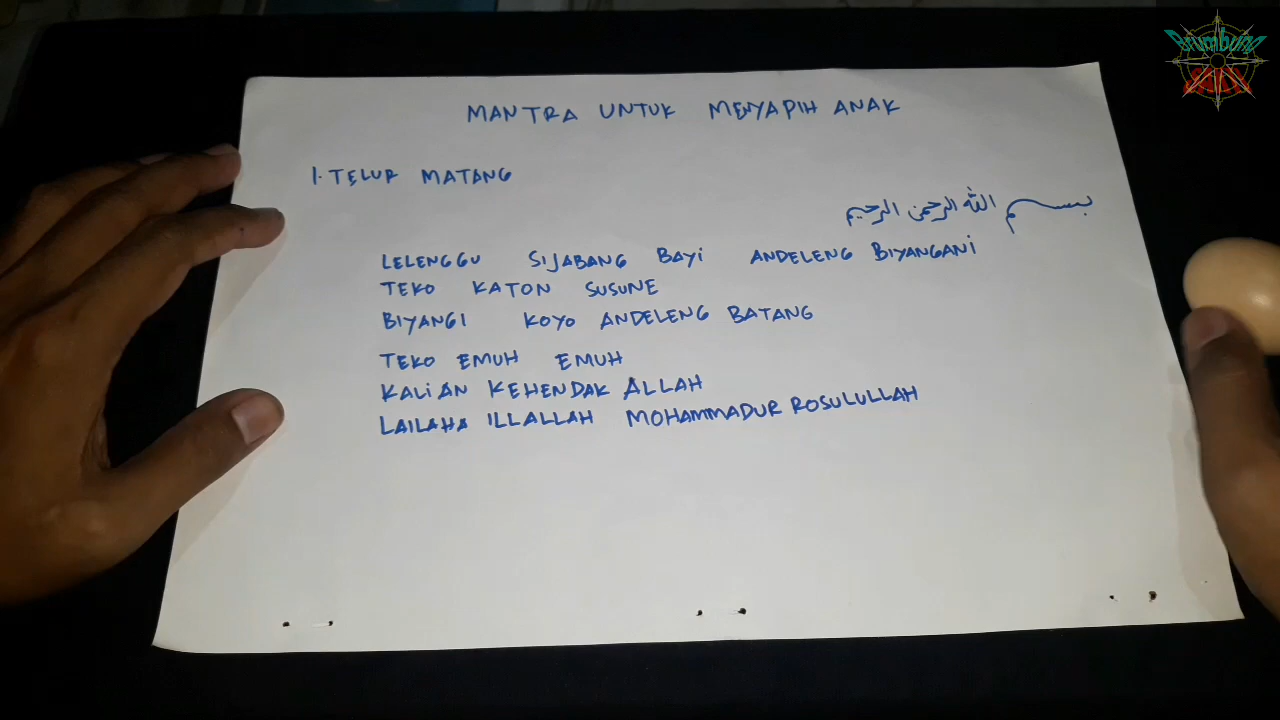 Brumbung
MANTRA UNTUK MENYAPIH ANAK
1. TELUR MATANG
بسم الله الرحمن الرحيم
LELENGGU SIJABANG BAYi ANDELENG BIYANGANi
TEKO KATON SUSUNE
BIYANGI KOYO ANDELENG BATANG
TEKO EMUH EMUH
KALiAN KEHENDAK ALLAH
LAILAHA ILLALLAH MOHAMMADUR ROSULULLAH